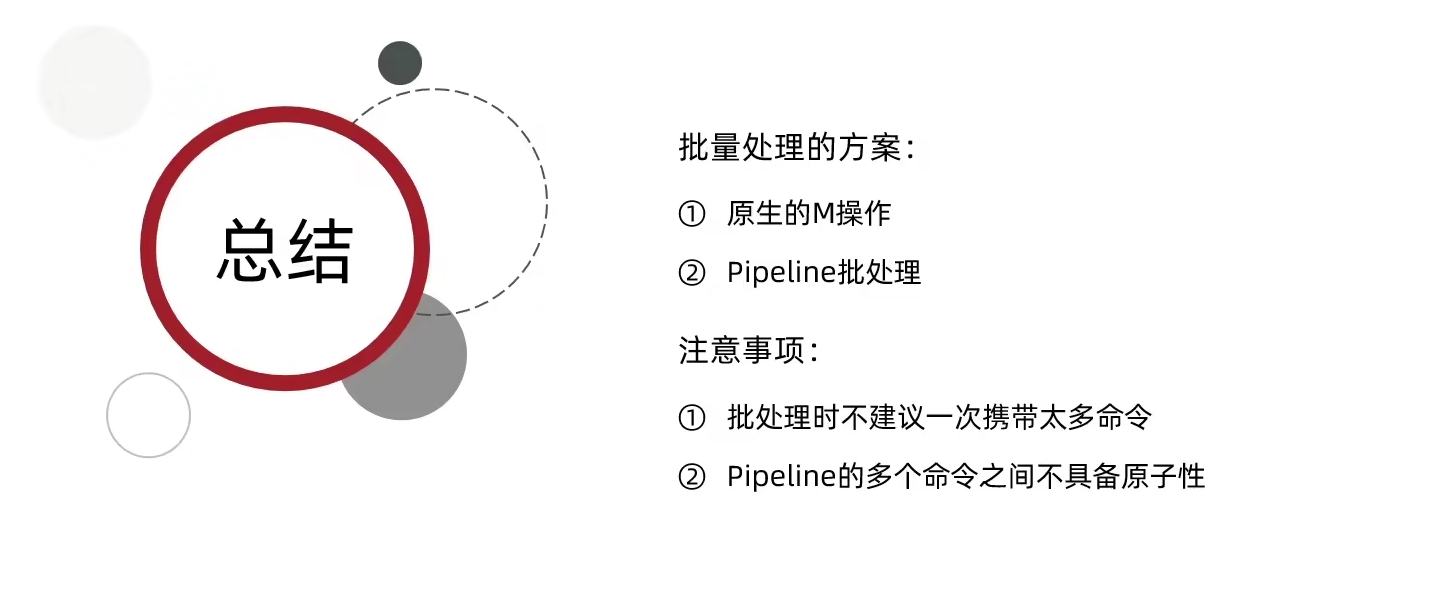 总结
批量处理的方案：
① 原生的M操作
② Pipeline批处理
注意事项：
① 批处理时不建议一次携带太多命令
② Pipeline的多个命令之间不具备原子性